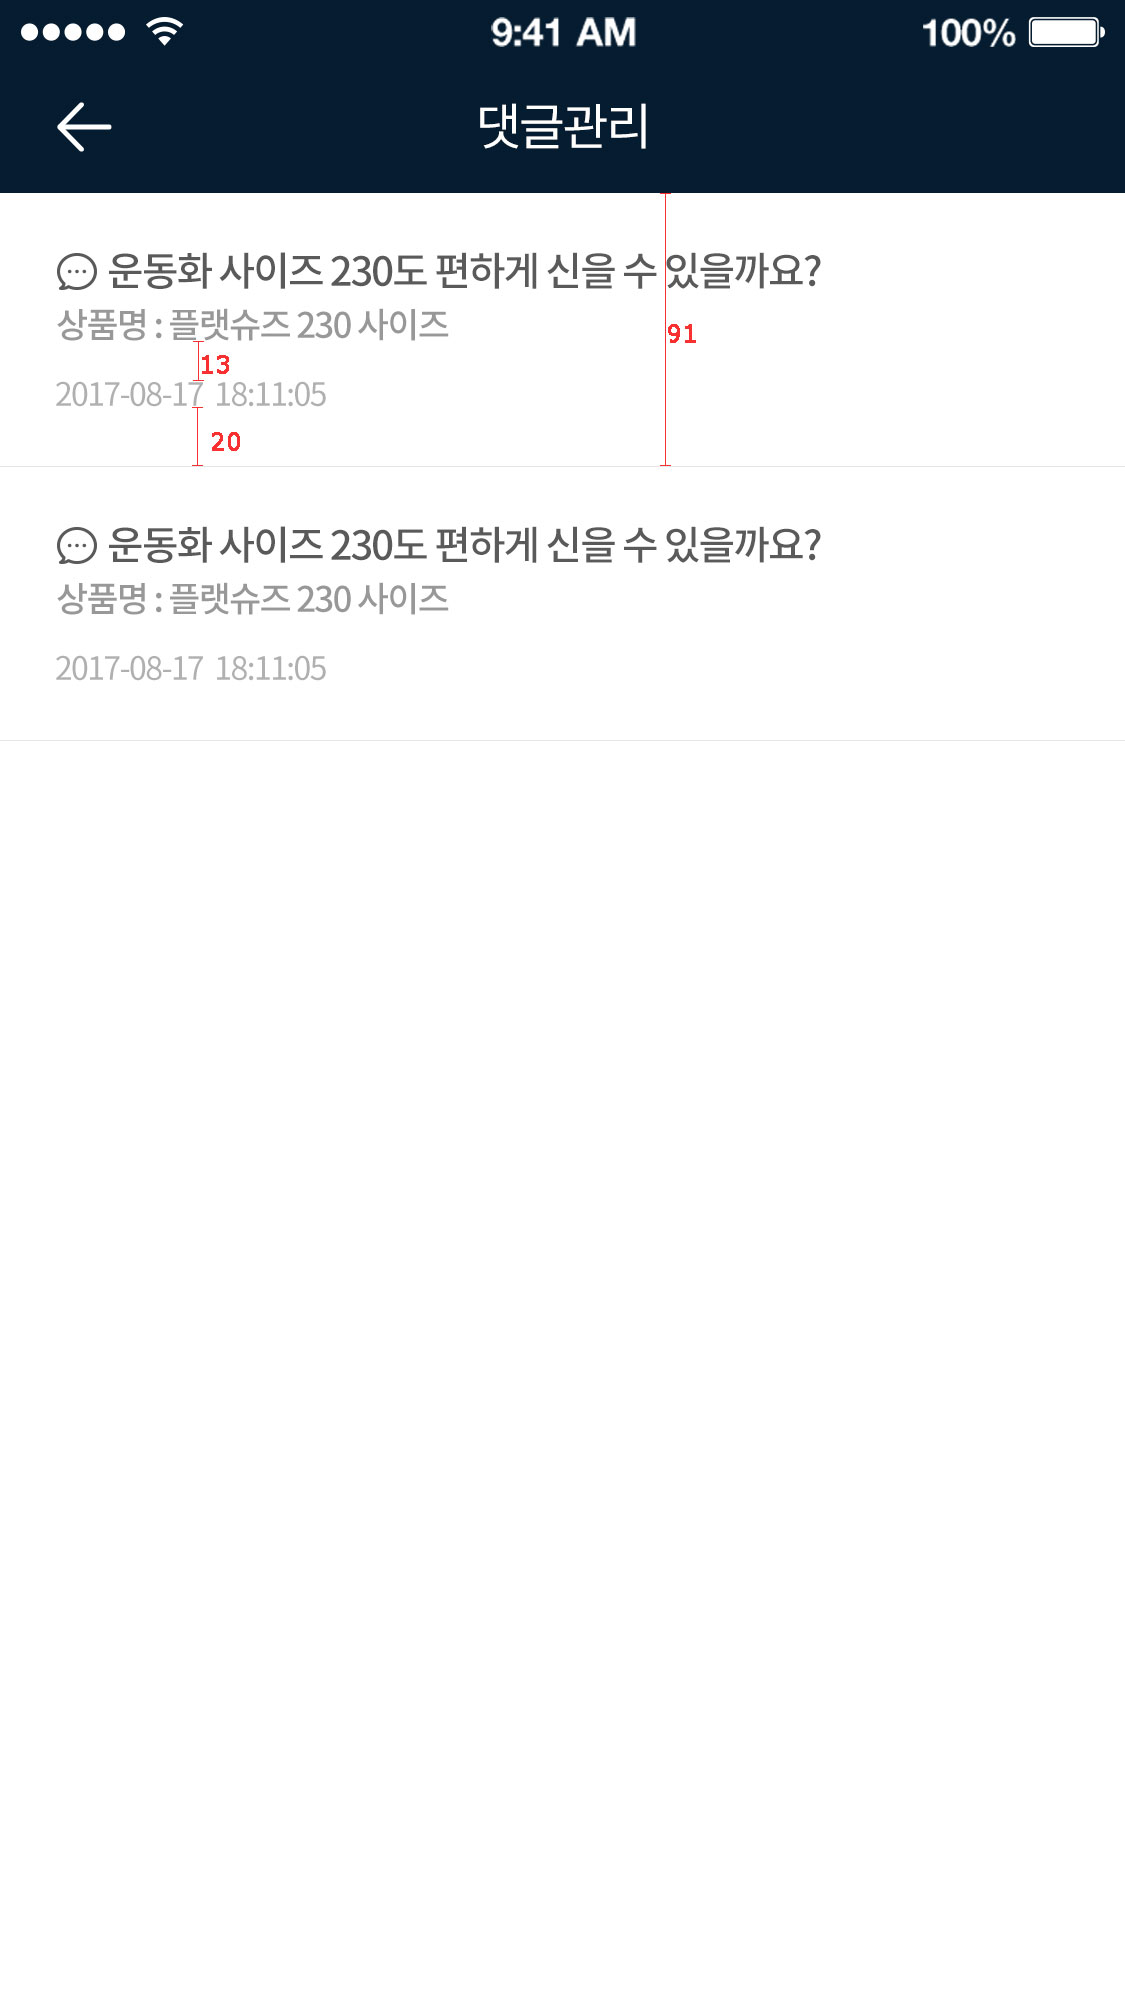 9:41 AM
100%
댓글관리
운동화 사이즈 230도 편하게 신을 수 있을까요?
상품명 : 플랫슈즈 230 사이즈
91
13
2017-08-17 18:11:05
20
운동화 사이즈 230도 편하게 신을 수 있을까요?
상품명 : 플랫슈즈 230 사이즈
2017-08-17 18:11:05